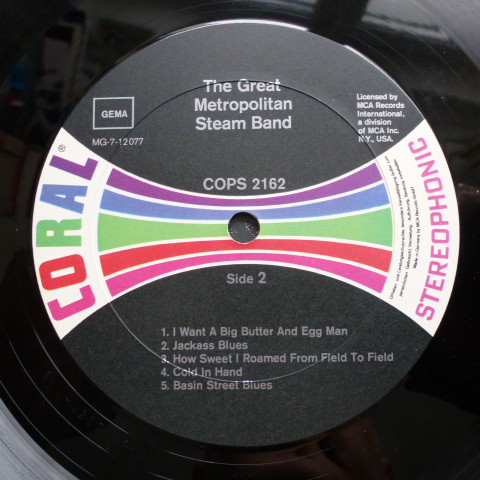 The Great
Metropolitan
Steam Band
GEMA
MG-7-12077
Licensed by
MCA Records
International,
a division
of MCA Inc.
N.Y., USA.
CORAL®
COPS 2162
STEREOPHONIC
Side 2
1. I Want A Big Butter And Egg Man
2. Jackass Blues
3. How Sweet I Roamed From Field To Field
4. Cold In Hand
5. Basin Street Blues